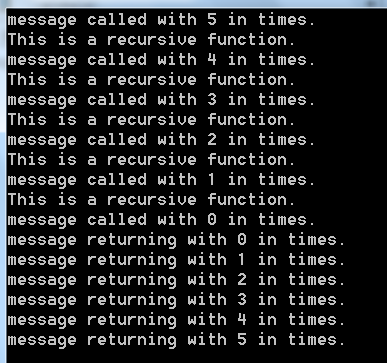 message called with 5 in times.
This is a recursive function.
message called with 4 in times.
This is a recursive function.
message called with 3 in times.
This is a recursive function.
message called with 2 in times.
This is a recursive function.
message called with 1 in times.
This is a recursive function.
message called with 0 in times.
message returning with 0 in times.
message returning with 1 in times.
message returning with 2 in times.
message returning with 3 in times.
message returning with 4 in times.
message returning with 5 in times.